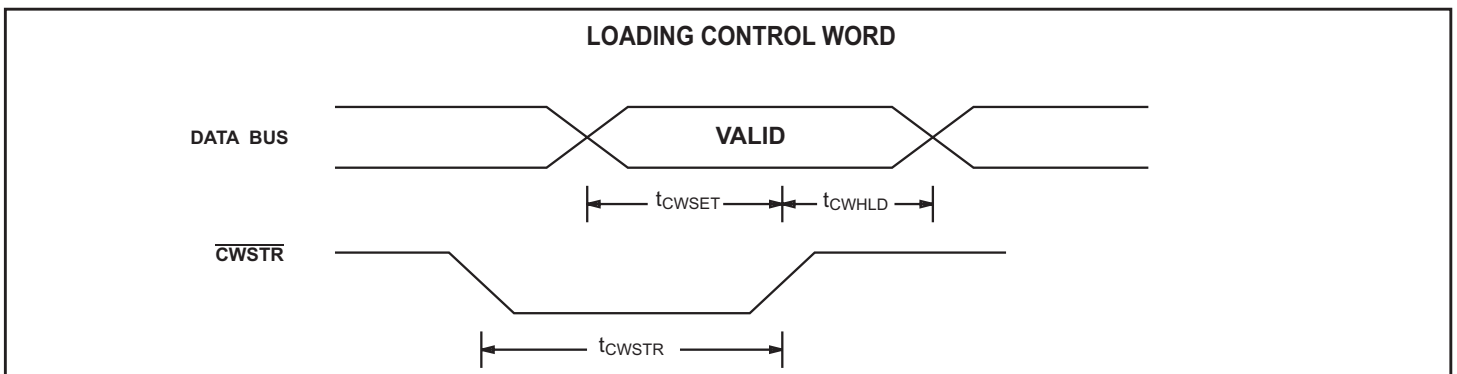 LOADING CONTROL WORD
DATA BUS
VALID
tCWSET
tCWHLD
CWSTR
tCWSTR